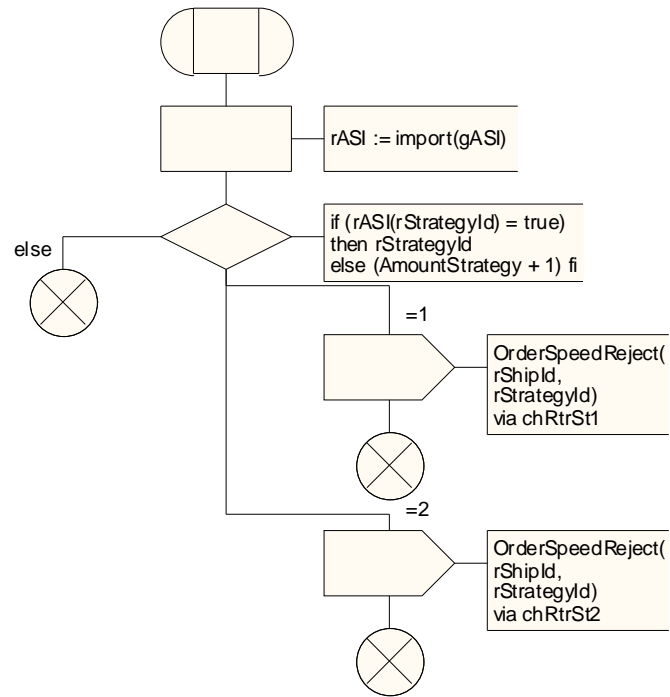 rASI := import(gASI)
if (rASI(rStrategyId) = true)
then rStrategyId
else (AmountStrategy + 1) fi
else
=1
OrderSpeedReject(
rShipId,
rStrategyId)
via chRtrSt1
=2
OrderSpeedReject(
rShipId,
rStrategyId)
via chRtrSt2